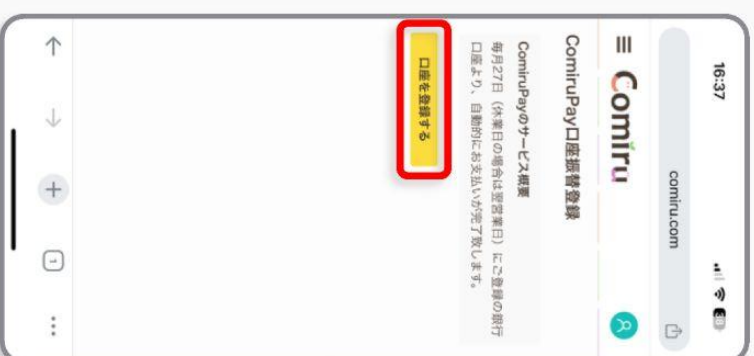 16:37
comiru.com
Comiru
ComiruPay口座振替登録
ComiruPayのサービス概要
毎月27日（休業日の場合は翌営業日）にご登録の銀行
口座より、自動的にお支払いが完了致します。
口座を登録する
1